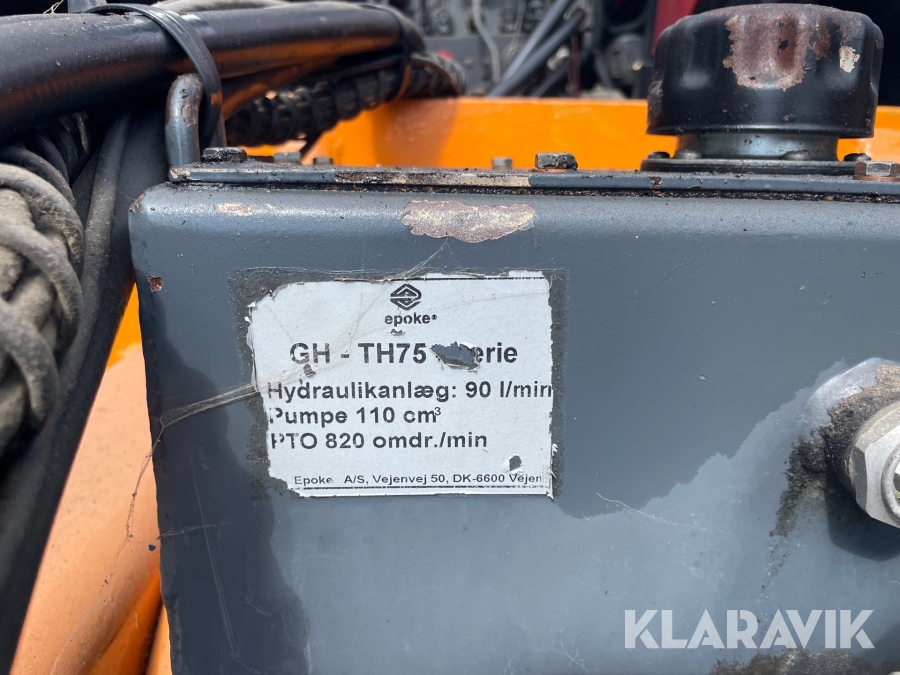 epoke®
GH - TH75 erie
Hydraulikanlæg: 90 l/min
Pumpe 110 cm³
PTO 820 omdr./min
Epoke A/S, Vejenvej 50, DK-6600 Vejen
KLARAVIK